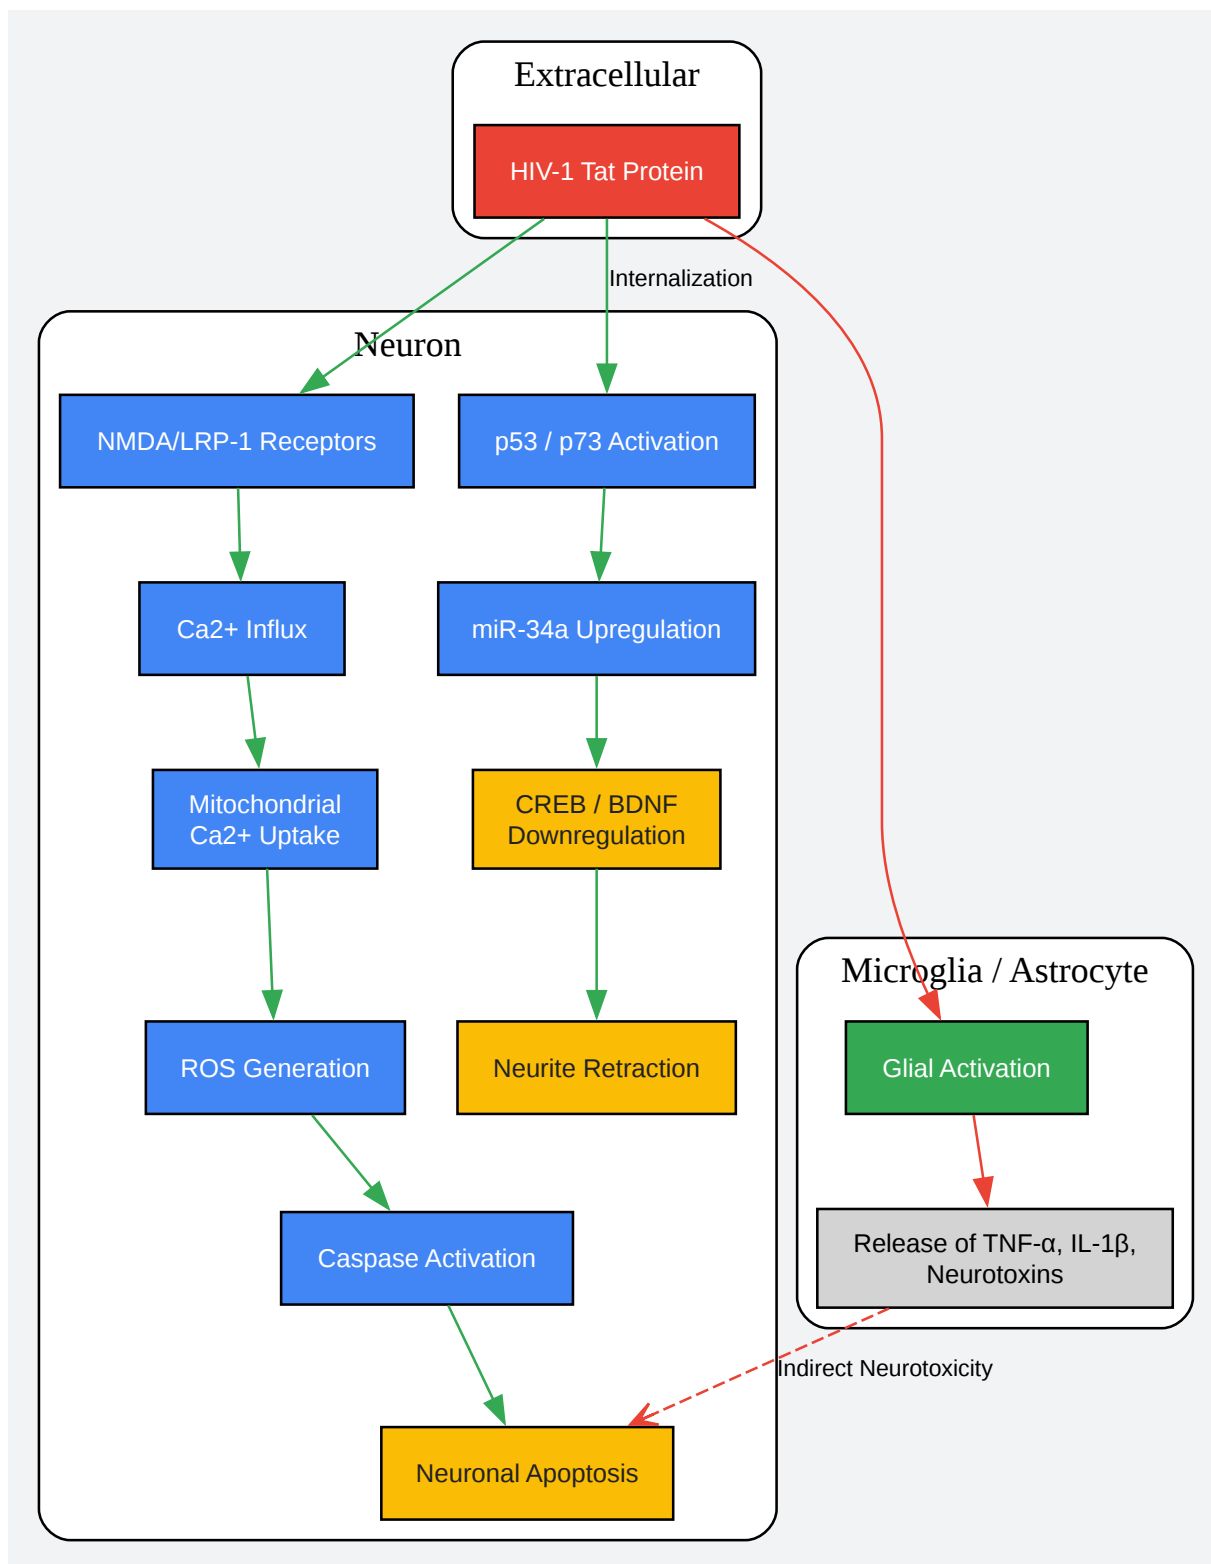 Extracellular
HIV-1 Tat Protein
Internalization
Neuron
NMDA/LRP-1 Receptors
p53 / p73 Activation
Ca2+ Influx
miR-34a Upregulation
Mitochondrial
Ca2+ Uptake
CREB / BDNF
Downregulation
Microglia / Astrocyte
ROS Generation
Neurite Retraction
Glial Activation
Caspase Activation
Release of TNF-α, IL-1β,
Neurotoxins
Indirect Neurotoxicity
Neuronal Apoptosis